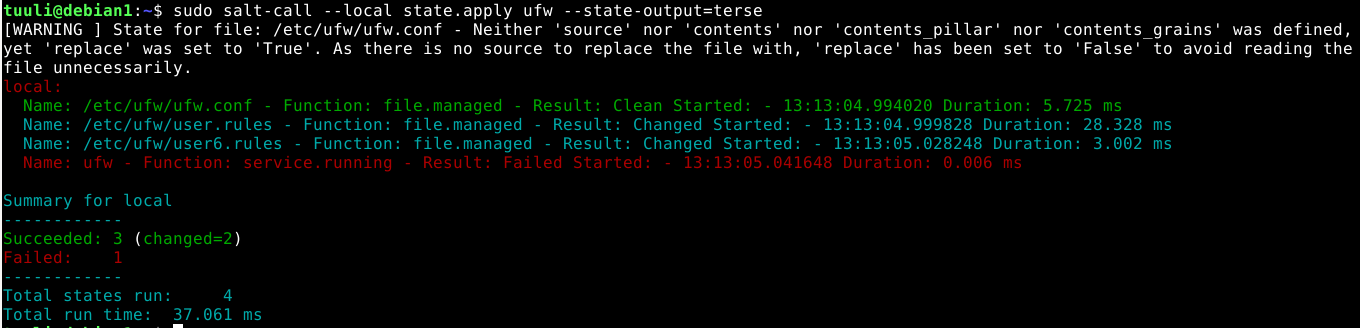 tuuli@debian1:~$ sudo salt-call --local state.apply ufw --state-output=terse
[WARNING ] State for file: /etc/ufw/ufw.conf - Neither 'source' nor 'contents' nor 'contents_pillar' nor 'contents_grains' was defined,
yet 'replace' was set to 'True'. As there is no source to replace the file with, 'replace' has been set to 'False' to avoid reading the
file unnecessarily.
local:
  Name: /etc/ufw/ufw.conf - Function: file.managed - Result: Clean Started: - 13:13:04.994020 Duration: 5.725 ms
  Name: /etc/ufw/user.rules - Function: file.managed - Result: Changed Started: - 13:13:04.999828 Duration: 28.328 ms
  Name: /etc/ufw/user6.rules - Function: file.managed - Result: Changed Started: - 13:13:05.028248 Duration: 3.002 ms
  Name: ufw - Function: service.running - Result: Failed Started: - 13:13:05.041648 Duration: 0.006 ms

Summary for local
------------
Succeeded: 3 (changed=2)
Failed:    1
------------
Total states run:     4
Total run time:  37.061 ms